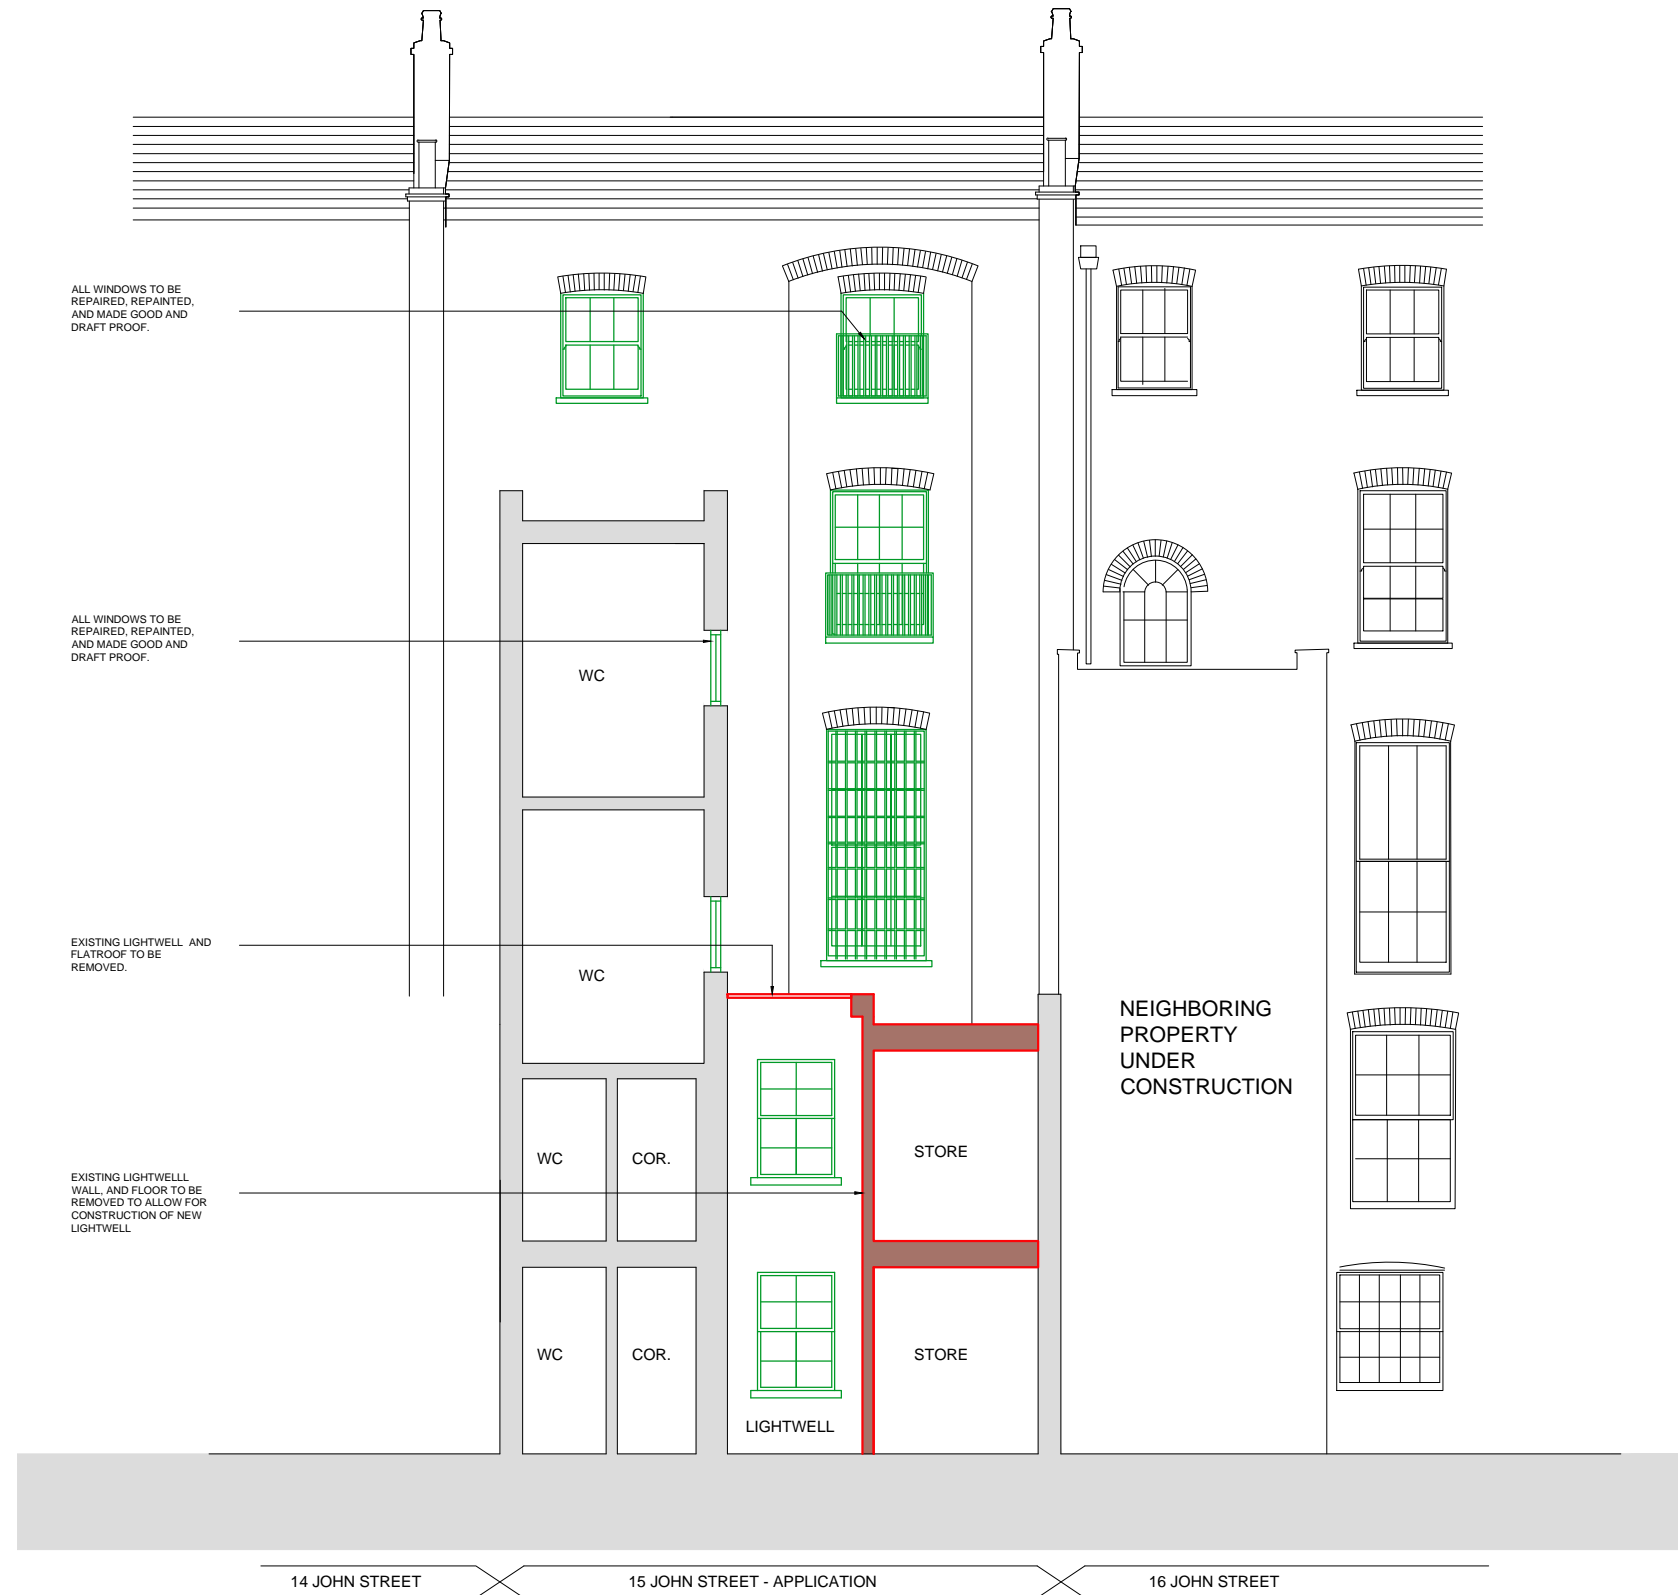 ALL WINDOWS TO BE
REPAIRED, REPAINTED,
AND MADE GOOD AND
DRAFT PROOF.
ALL WINDOWS TO BE
REPAIRED, REPAINTED,
AND MADE GOOD AND
DRAFT PROOF.
WC
EXISTING LIGHTWELL AND
FLATROOF TO BE
REMOVED.
WC
NEIGHBORING
PROPERTY
UNDER
CONSTRUCTION
EXISTING LIGHTWELLL
WALL, AND FLOOR TO BE
REMOVED TO ALLOW FOR
CONSTRUCTION OF NEW
LIGHTWELL
WC
COR.
STORE
WC
COR.
STORE
LIGHTWELL
14 JOHN STREET
15 JOHN STREET - APPLICATION
16 JOHN STREET